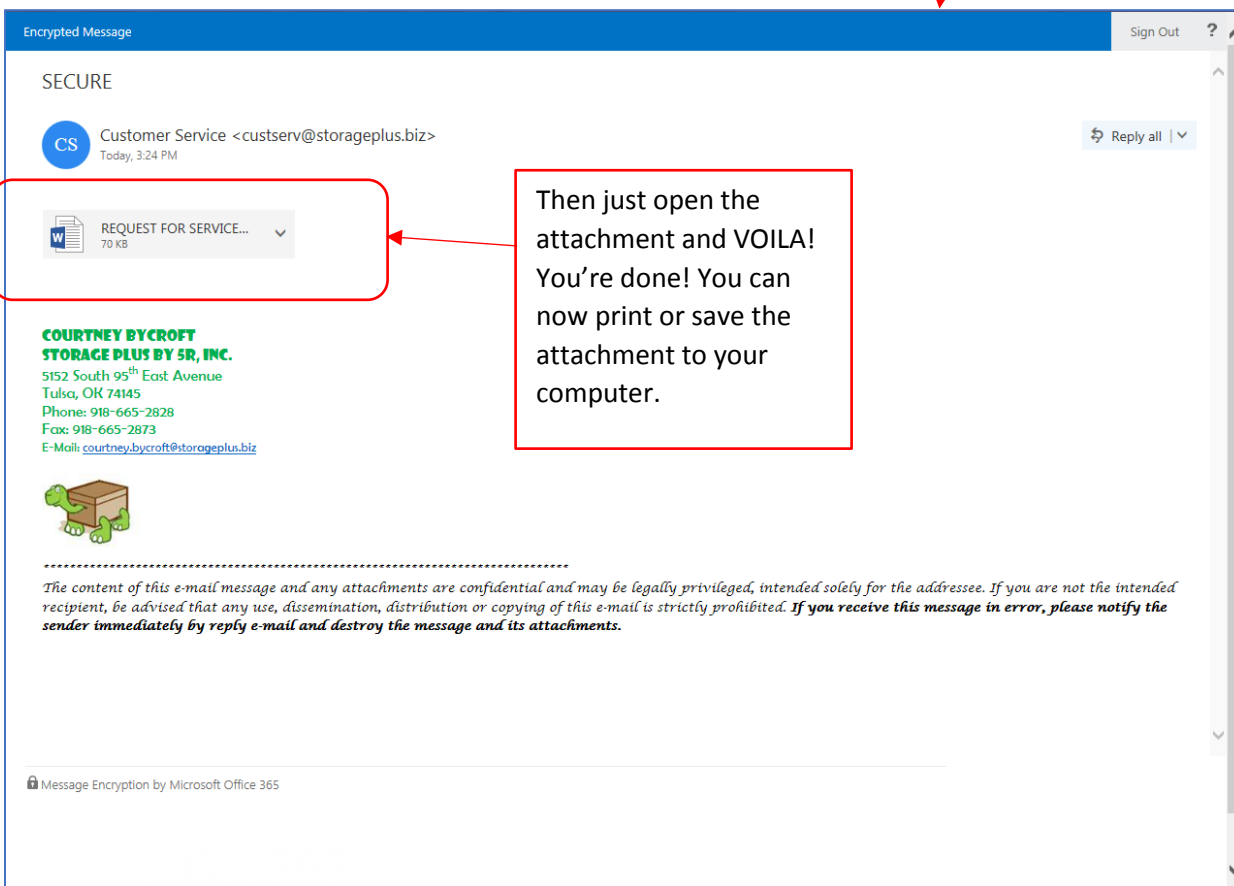 Encrypted Message
Sign Out ?
SECURE
CS
Customer Service <custserv@storageplus.biz>
Today, 3:24 PM
Reply all
REQUEST FOR SERVICE...
70 KB
Then just open the
attachment and VOILA!
You’re done! You can
now print or save the
attachment to your
computer.
COURTNEY BYCROFT
STORAGE PLUS BY 5R, INC.
5152 South 95th East Avenue
Tulsa, OK 74145
Phone: 918-665-2828
Fax: 918-665-2873
E-Mail: courtney.bycroft@storageplus.biz
The content of this e-mail message and any attachments are confidential and may be legally privileged, intended solely for the addressee. If you are not the intended
recipient, be advised that any use, dissemination, distribution or copying of this e-mail is strictly prohibited. If you receive this message in error, please notify the
sender immediately by reply e-mail and destroy the message and its attachments.
Message Encryption by Microsoft Office 365